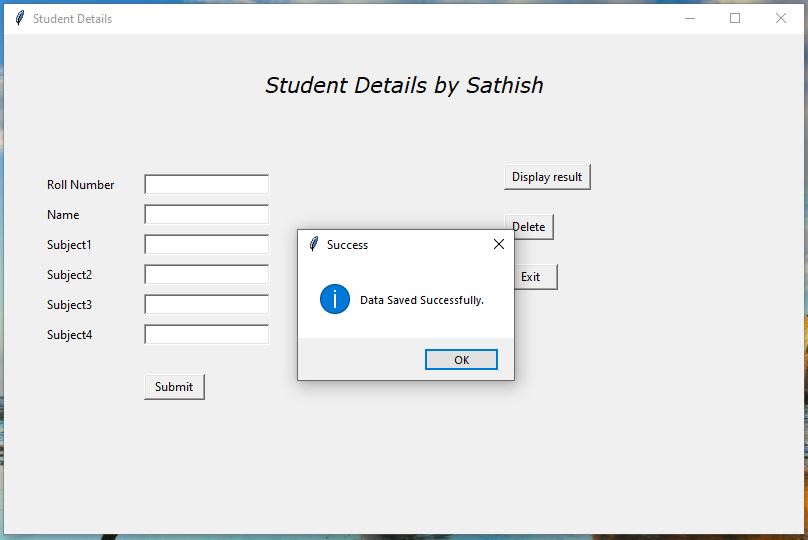 Student Details
Student Details by Sathish
Roll Number
Name
Subject1
Subject2
Subject3
Subject4
Submit
Display result
Delete
Exit
Success
i
Data Saved Successfully.
OK